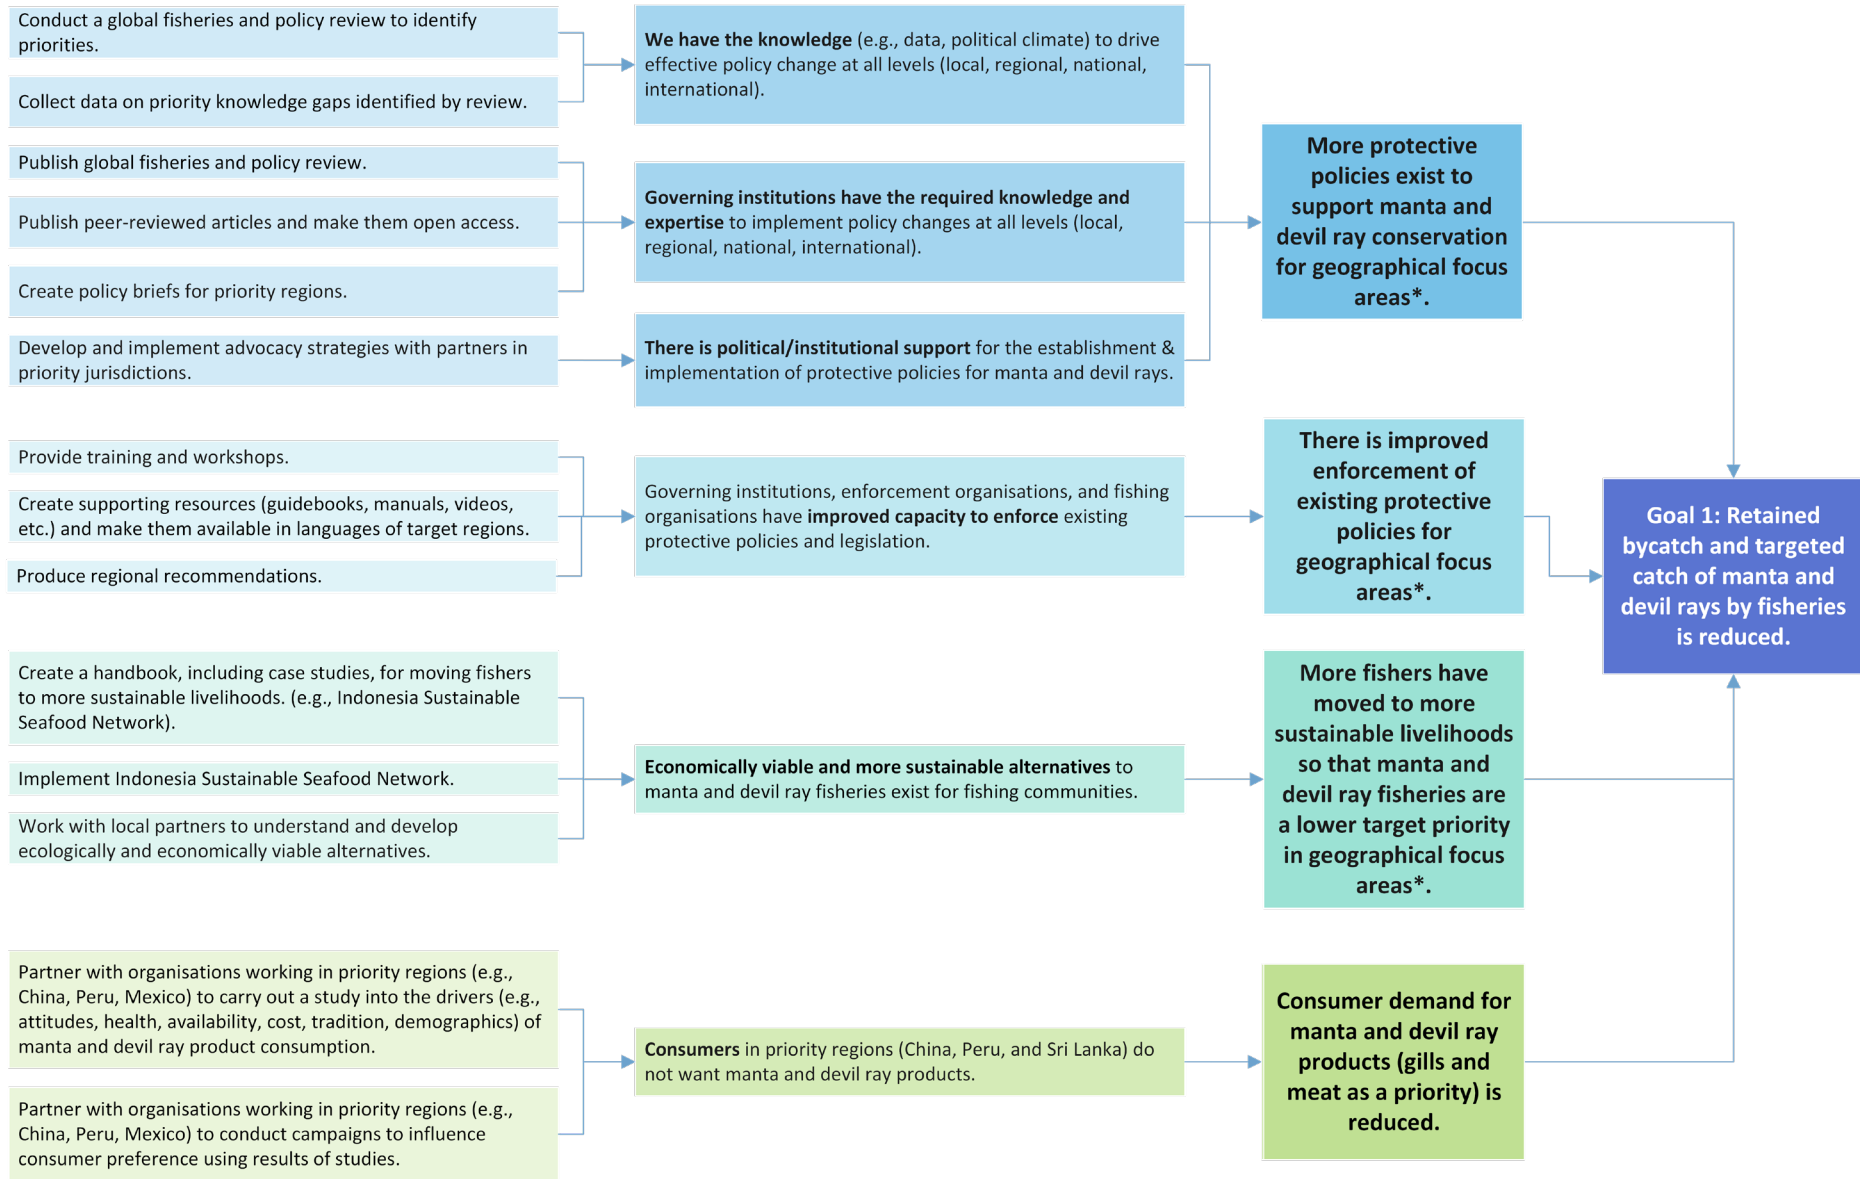 Conduct a global fisheries and policy review to identify
priorities.
Collect data on priority knowledge gaps identified by review.
We have the knowledge (e.g., data, political climate) to drive
effective policy change at all levels (local, regional, national,
international).
Publish global fisheries and policy review.
Publish peer-reviewed articles and make them open access.
Create policy briefs for priority regions.
Governing institutions have the required knowledge and
expertise to implement policy changes at all levels (local,
regional, national, international).
Develop and implement advocacy strategies with partners in
priority jurisdictions.
There is political/institutional support for the establishment &
implementation of protective policies for manta and devil rays.
More protective
policies exist to
support manta and
devil ray conservation
for geographical focus
areas*.
Provide training and workshops.
Create supporting resources (guidebooks, manuals, videos,
etc.) and make them available in languages of target regions.
Produce regional recommendations.
Governing institutions, enforcement organisations, and fishing
organisations have improved capacity to enforce existing
protective policies and legislation.
There is improved
enforcement of
existing protective
policies for
geographical focus
areas*.
Goal 1: Retained
bycatch and targeted
catch of manta and
devil rays by fisheries
is reduced.
Create a handbook, including case studies, for moving fishers
to more sustainable livelihoods. (e.g., Indonesia Sustainable
Seafood Network).
Implement Indonesia Sustainable Seafood Network.
Work with local partners to understand and develop
ecologically and economically viable alternatives.
Economically viable and more sustainable alternatives to
manta and devil ray fisheries exist for fishing communities.
More fishers have
moved to more
sustainable livelihoods
so that manta and
devil ray fisheries are
a lower target priority
in geographical focus
areas*.
Partner with organisations working in priority regions (e.g.,
China, Peru, Mexico) to carry out a study into the drivers (e.g.,
attitudes, health, availability, cost, tradition, demographics) of
manta and devil ray product consumption.
Partner with organisations working in priority regions (e.g.,
China, Peru, Mexico) to conduct campaigns to influence
consumer preference using results of studies.
Consumers in priority regions (China, Peru, and Sri Lanka) do
not want manta and devil ray products.
Consumer demand for
manta and devil ray
products (gills and
meat as a priority) is
reduced.